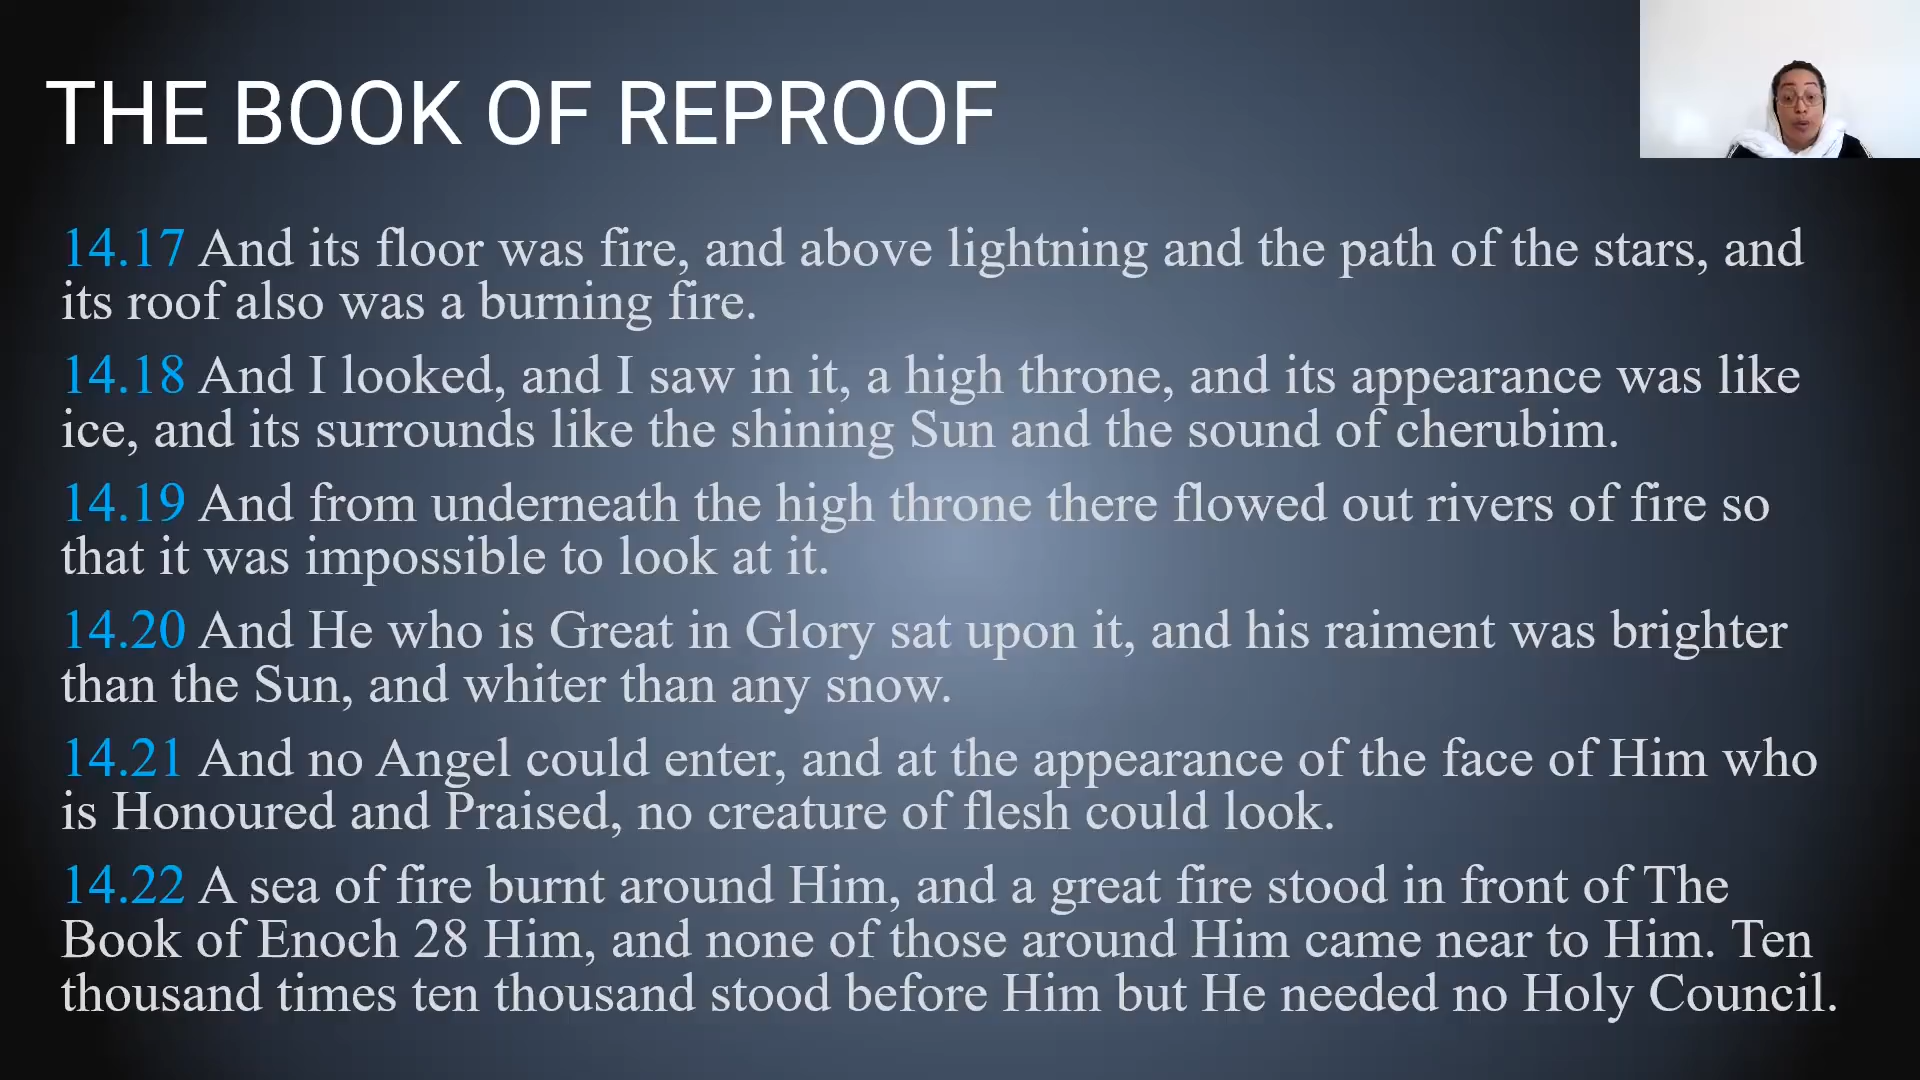 THE BOOK OF REPROOF
14.17 And its floor was fire, and above lightning and the path of the stars, and
its roof also was a burning fire.
14.18 And I looked, and I saw in it, a high throne, and its appearance was like
ice, and its surrounds like the shining Sun and the sound of cherubim.
14.19 And from underneath the high throne there flowed out rivers of fire so
that it was impossible to look at it.
14.20 And He who is Great in Glory sat upon it, and his raiment was brighter
than the Sun, and whiter than any snow.
14.21 And no Angel could enter, and at the appearance of the face of Him who
is Honoured and Praised, no creature of flesh could look.
14.22 A sea of fire burnt around Him, and a great fire stood in front of The
Book of Enoch 28 Him, and none of those around Him came near to Him. Ten
thousand times ten thousand stood before Him but He needed no Holy Council.